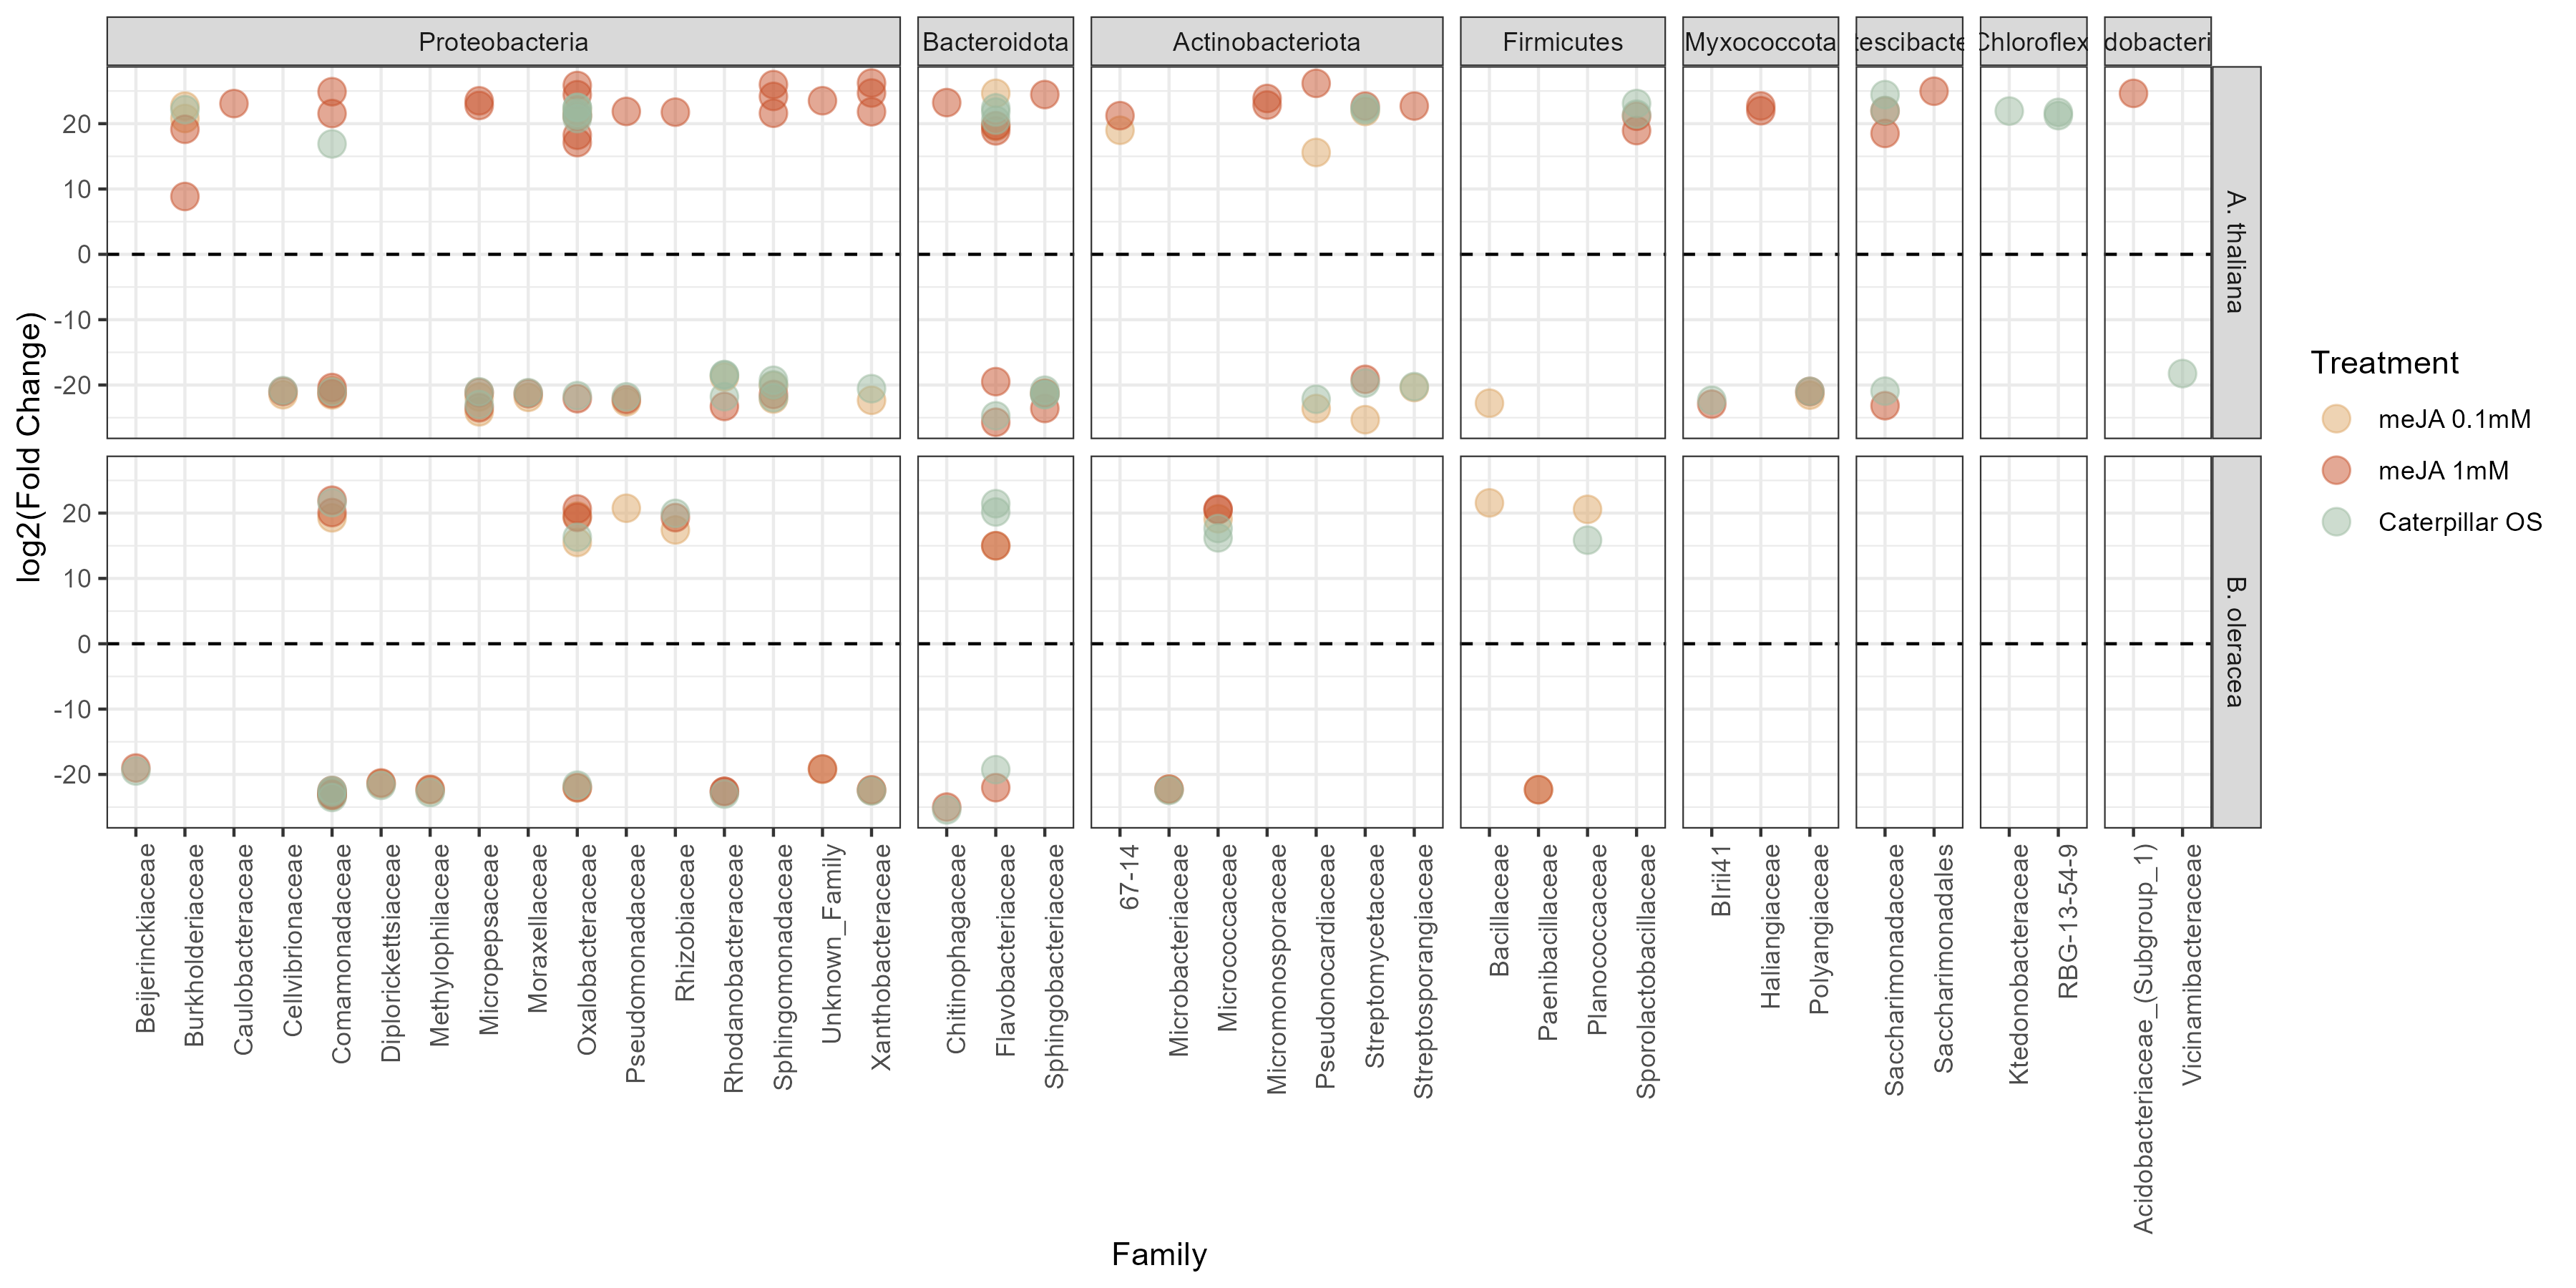 Proteobacteria
Bacteroidota
Actinobacteriota
Firmicutes
Myxococcota
tescibacte
Chloroflex
dobacteri
log2(Fold Change)
20
10
0
-10
-20
A. thaliana
20
10
0
-10
-20
B. oleracea
Treatment
meJA 0.1mM
meJA 1mM
Caterpillar OS
Beijerinckiaceae
Burkholderiaceae
Caulobacteraceae
Cellvibrionaceae
Comamonadaceae
Diplorickettsiaceae
Methylophilaceae
Micropepsaceae
Moraxellaceae
Oxalobacteraceae
Pseudomonadaceae
Rhizobiaceae
Rhodanobacteraceae
Sphingomonadaceae
Unknown_Family
Xanthobacteraceae
Chitinophagaceae
Flavobacteriaceae
Sphingobacteriaceae
67-14
Microbacteriaceae
Micrococcaceae
Micromonosporaceae
Pseudonocardiaceae
Streptomycetaceae
Streptosporangiaceae
Bacillaceae
Paenibacillaceae
Planococcaceae
Sporolactobacillaceae
BIrii41
Haliangiaceae
Polyangiaceae
Saccharimonadaceae
Saccharimonadales
Ktedonobacteraceae
RBG-13-54-9
Acidobacteriaceae_(Subgroup_1)
Vicinamibacteraceae
Family